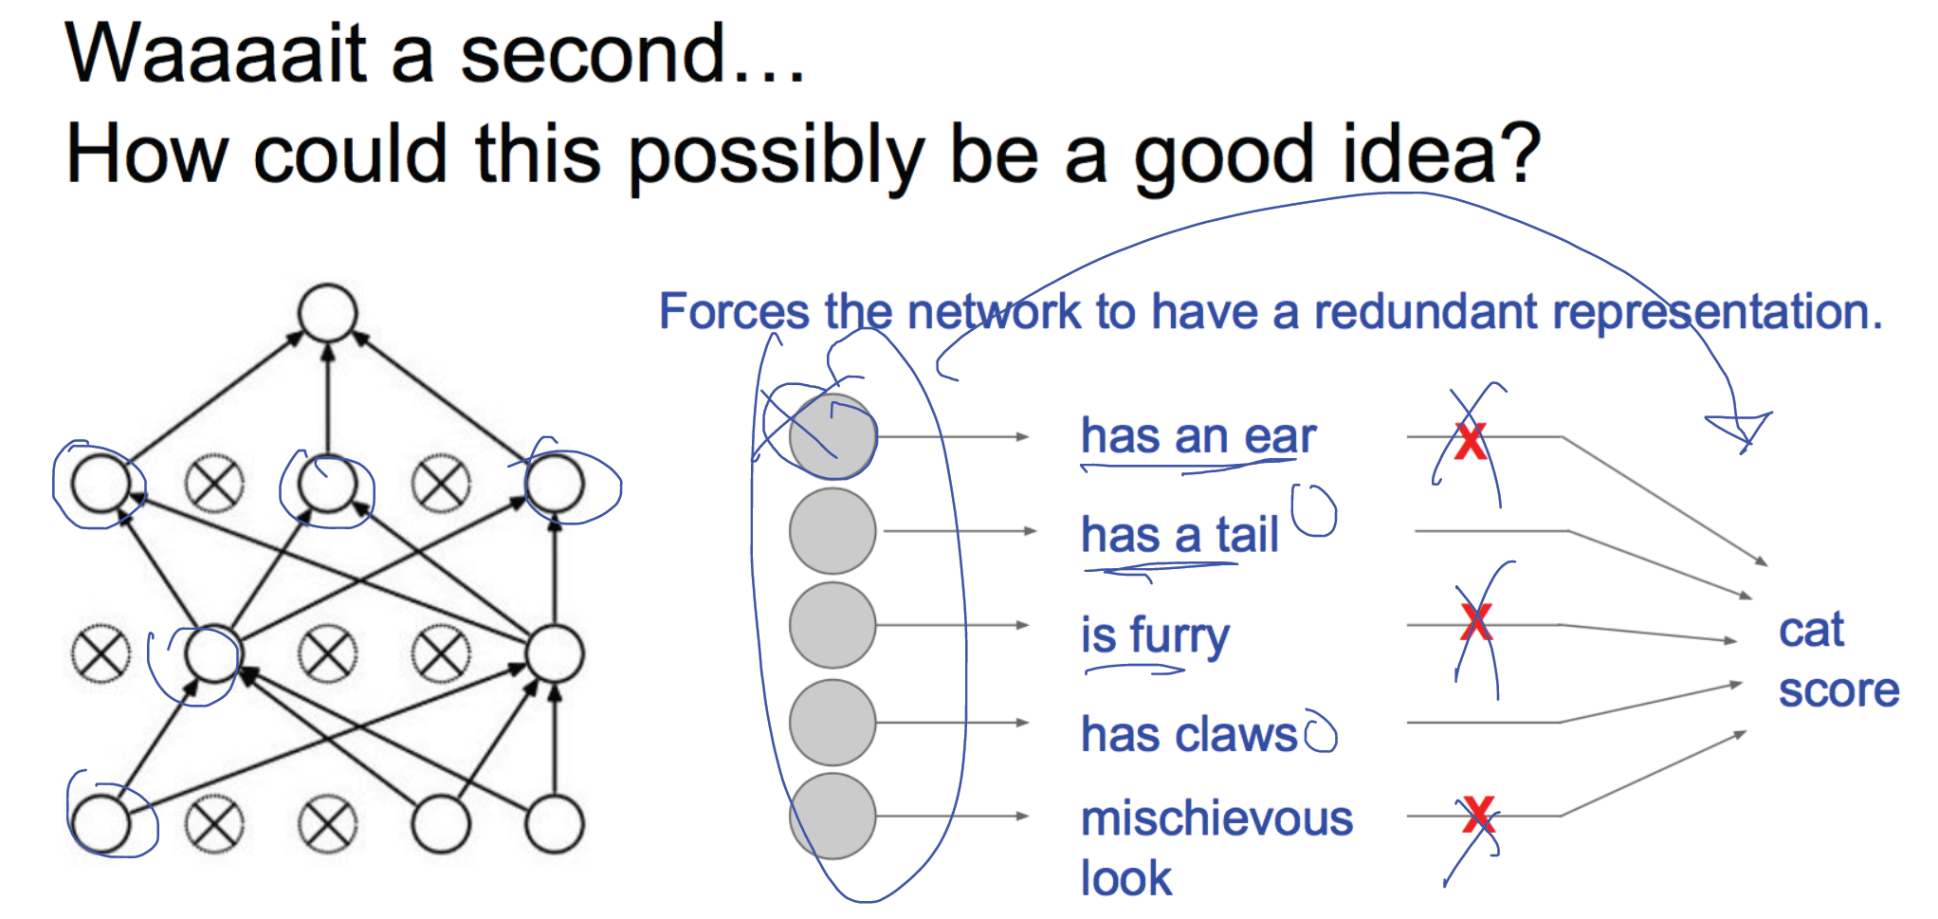 Waaaait a second...
How could this possibly be a good idea?
Forces the network to have a redundant representation.
has an ear
X
has a tail
is furry
X
cat
score
has claws
mischievous
look
X